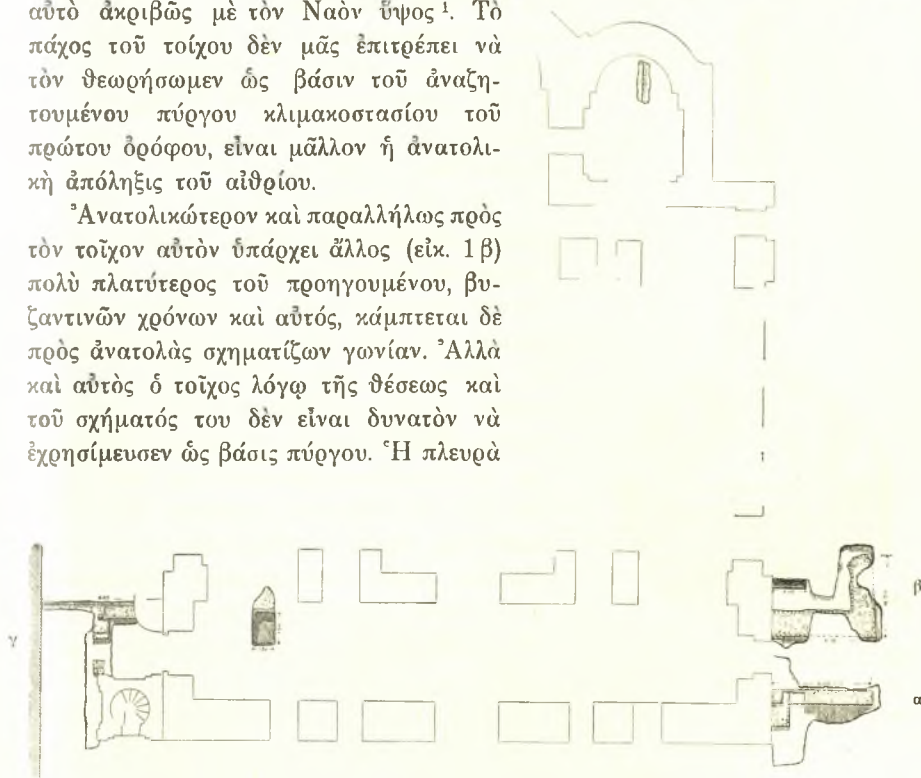 αὐτὸ ἀκριβῶς μὲ τὸν Ναὸν ὕψος ¹. Τὸ
πάχος τοῦ τοίχου δὲν μᾶς ἐπιτρέπει νὰ
τὸν θεωρήσωμεν ὡς βάσιν τοῦ ἀναζη-
τουμένου πύργου κλιμακοστασίου τοῦ
πρώτου ὀρόφου, εἶναι μᾶλλον ἡ ἀνατολι-
κὴ ἀπόληξις τοῦ αἰθρίου.
Ἀνατολικώτερον καὶ παραλλήλως πρὸς
τὸν τοῖχον αὐτὸν ὑπάρχει ἄλλος (εἰκ. 1 β)
πολὺ πλατύτερος τοῦ προηγουμένου, βυ-
ζαντινῶν χρόνων καὶ αὐτός, κάμπτεται δὲ
πρὸς ἀνατολὰς σχηματίζων γωνίαν. Ἀλλὰ
καὶ αὐτὸς ὁ τοῖχος λόγῳ τῆς θέσεως καὶ
τοῦ σχήματός του δὲν εἶναι δυνατὸν νὰ
ἐχρησίμευσεν ὡς βάσις πύργου. Ἡ πλευρὰ
β
γ
α